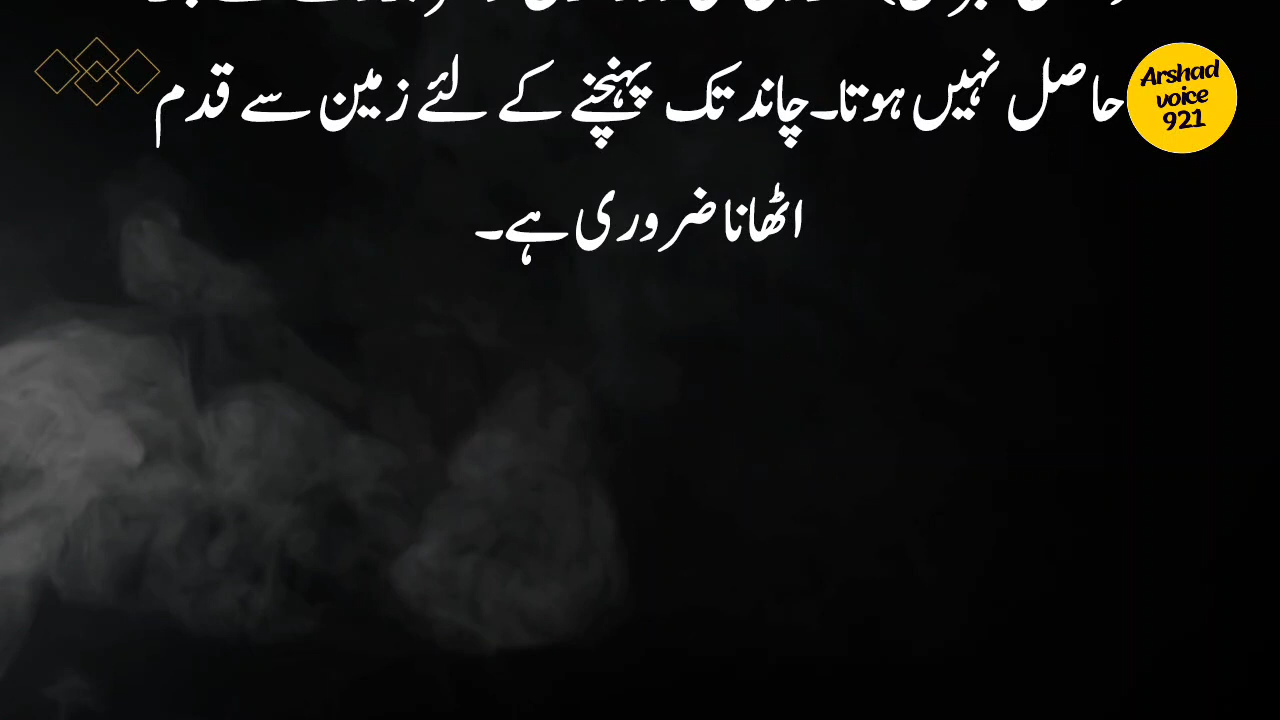 حاصل نہیں ہوتا۔چاند تک پہنچنے کے لئے زمین سے قدم
اٹھانا ضروری ہے۔
Arshad
voice
921